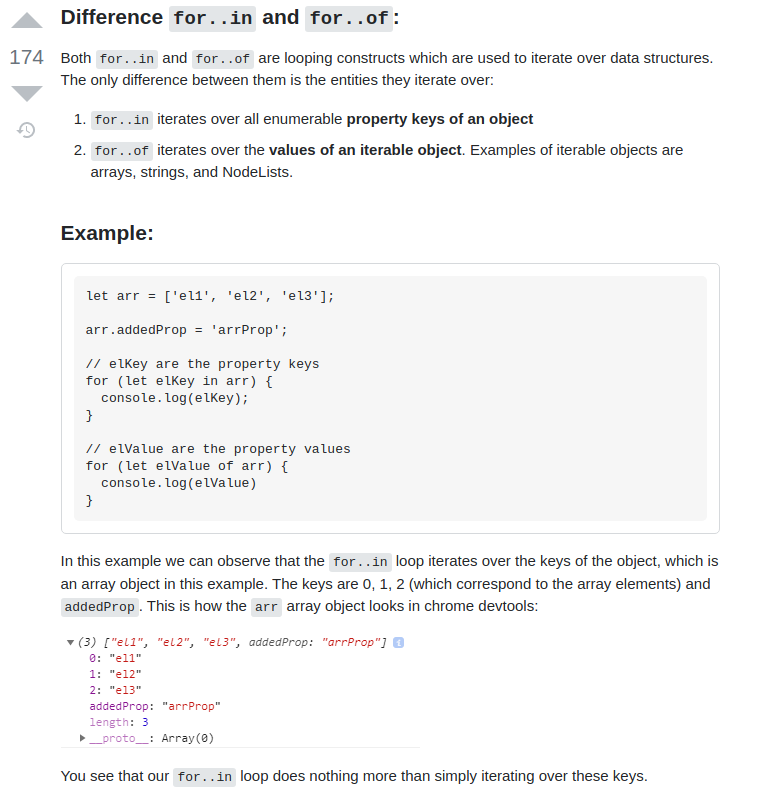 Difference for..in and for..of:
174
Both for..in and for..of are looping constructs which are used to iterate over data structures.
The only difference between them is the entities they iterate over:
1. for..in iterates over all enumerable property keys of an object
2. for..of iterates over the values of an iterable object. Examples of iterable objects are
arrays, strings, and NodeLists.
Example:
let arr = ['el1', 'el2', 'el3'];
arr.addedProp = 'arrProp';
// elKey are the property keys
for (let elKey in arr) {
  console.log(elKey);
}
// elValue are the property values
for (let elValue of arr) {
  console.log(elValue)
}
In this example we can observe that the for..in loop iterates over the keys of the object, which is
an array object in this example. The keys are 0, 1, 2 (which correspond to the array elements) and
addedProp. This is how the arr array object looks in chrome devtools:
(3) ["el1", "el2", "el3", addedProp: "arrProp"] i
0: "el1"
1: "el2"
2: "el3"
addedProp: "arrProp"
length: 3
__proto__: Array(0)
You see that our for..in loop does nothing more than simply iterating over these keys.